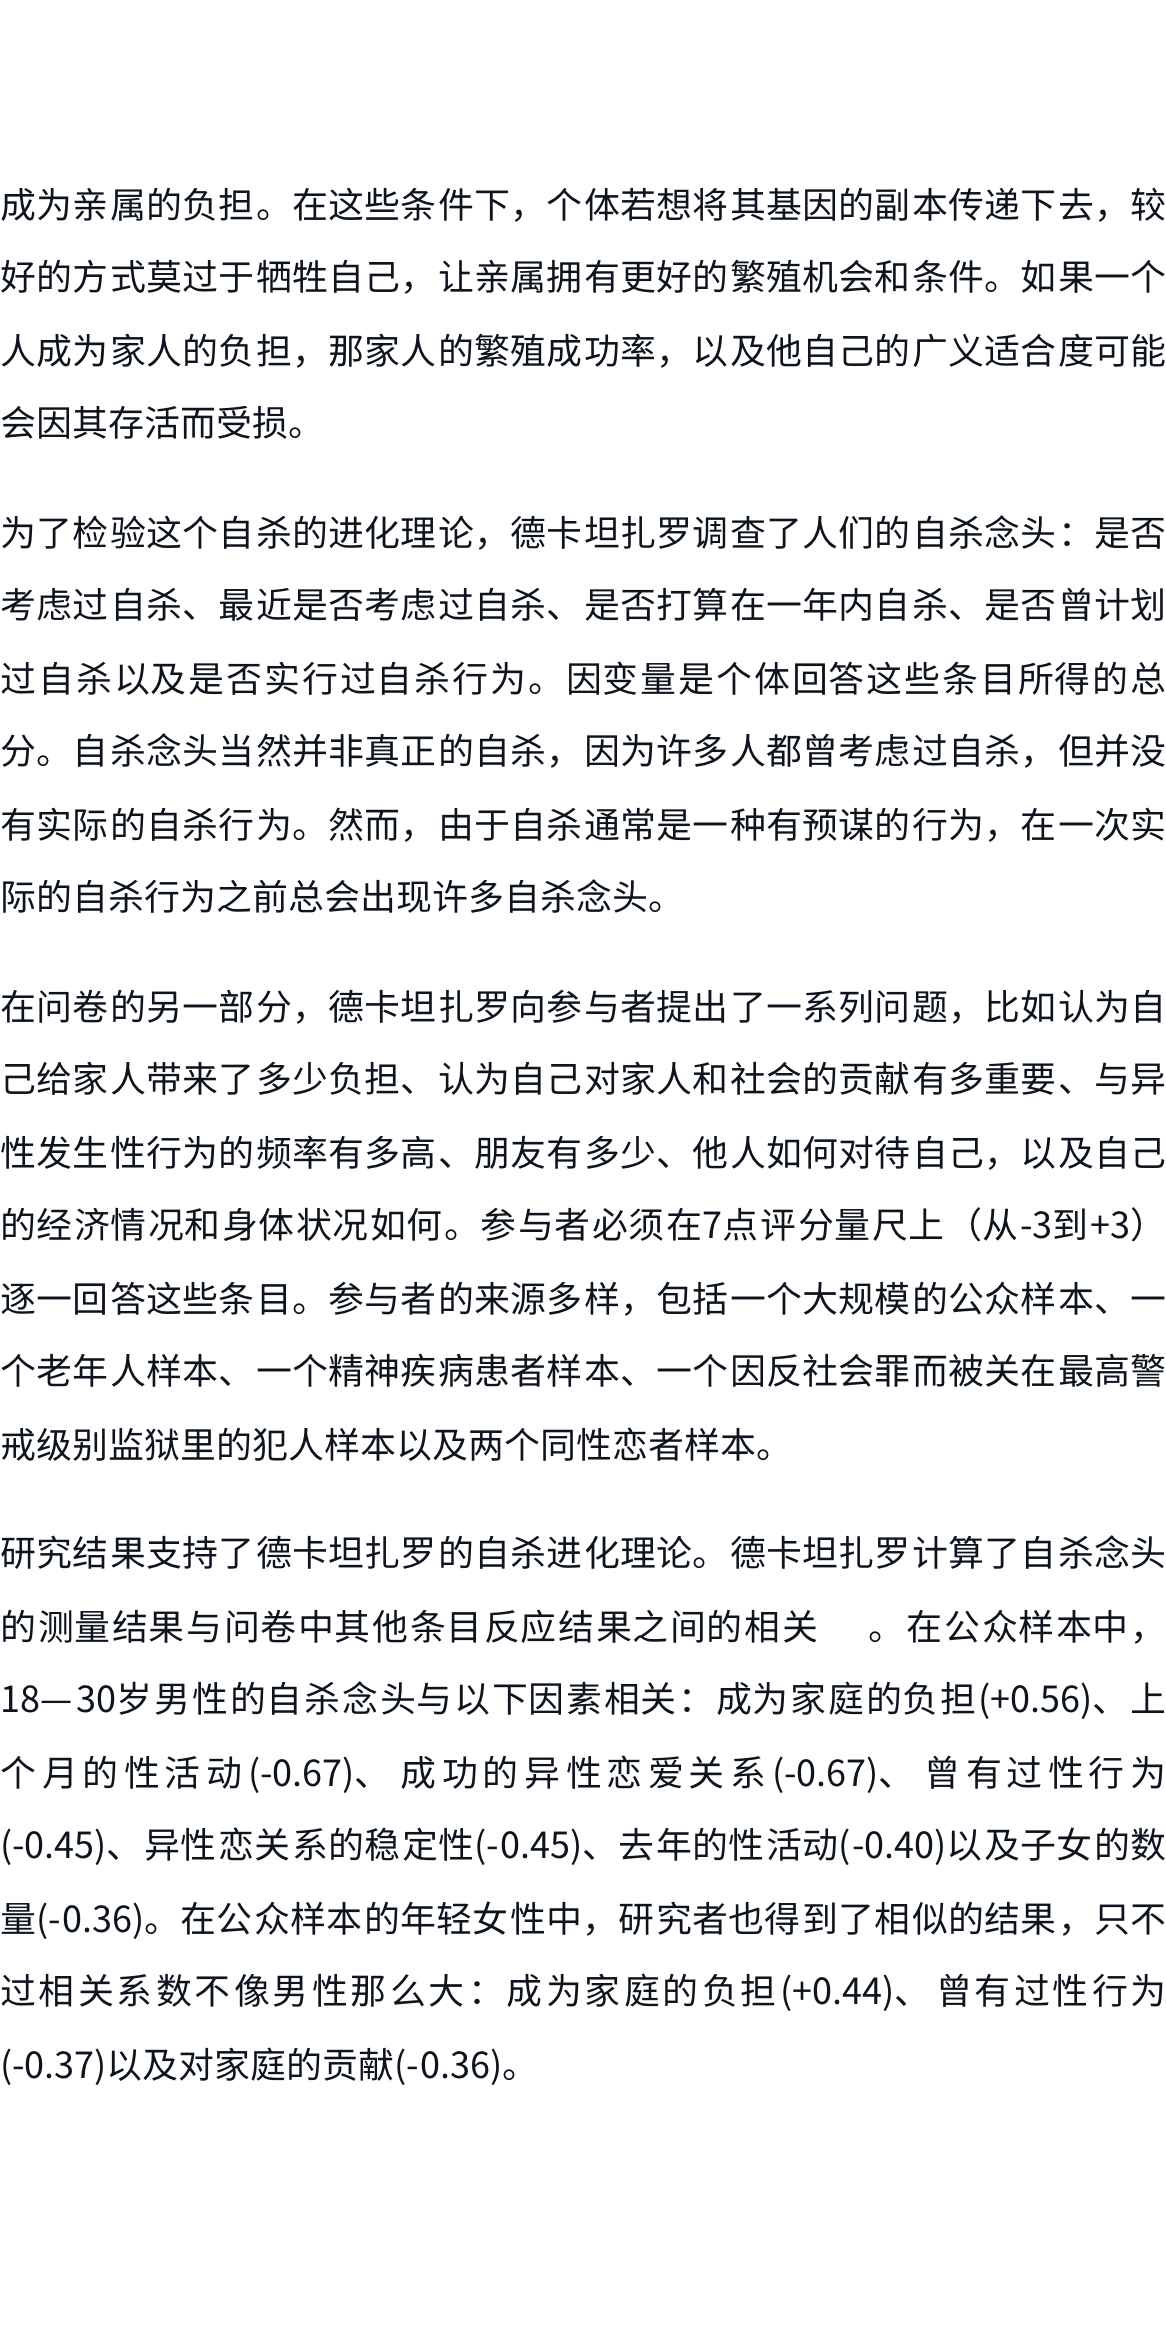 成为亲属的负担。在这些条件下，个体若想将其基因的副本传递下去，较
好的方式莫过于牺牲自己，让亲属拥有更好的繁殖机会和条件。如果一个
人成为家人的负担，那家人的繁殖成功率，以及他自己的广义适合度可能
会因其存活而受损。
为了检验这个自杀的进化理论，德卡坦扎罗调查了人们的自杀念头：是否
考虑过自杀、最近是否考虑过自杀、是否打算在一年内自杀、是否曾计划
过自杀以及是否实行过自杀行为。因变量是个体回答这些条目所得的总
分。自杀念头当然并非真正的自杀，因为许多人都曾考虑过自杀，但并没
有实际的自杀行为。然而，由于自杀通常是一种有预谋的行为，在一次实
际的自杀行为之前总会出现许多自杀念头。
在问卷的另一部分，德卡坦扎罗向参与者提出了一系列问题，比如认为自
己给家人带来了多少负担、认为自己对家人和社会的贡献有多重要、与异
性发生性行为的频率有多高、朋友有多少、他人如何对待自己，以及自己
的经济情况和身体状况如何。参与者必须在7点评分量尺上（从-3到+3）
逐一回答这些条目。参与者的来源多样，包括一个大规模的公众样本、一
个老年人样本、一个精神疾病患者样本、一个因反社会罪而被关在最高警
戒级别监狱里的犯人样本以及两个同性恋者样本。
研究结果支持了德卡坦扎罗的自杀进化理论。德卡坦扎罗计算了自杀念头
的测量结果与问卷中其他条目反应结果之间的相关 。在公众样本中，
18—30岁男性的自杀念头与以下因素相关：成为家庭的负担(+0.56)、上
个月的性活动(-0.67)、成功的异性恋爱关系(-0.67)、曾有过性行为
(-0.45)、异性恋关系的稳定性(-0.45)、去年的性活动(-0.40)以及子女的数
量(-0.36)。在公众样本的年轻女性中，研究者也得到了相似的结果，只不
过相关系数不像男性那么大：成为家庭的负担(+0.44)、曾有过性行为
(-0.37)以及对家庭的贡献(-0.36)。